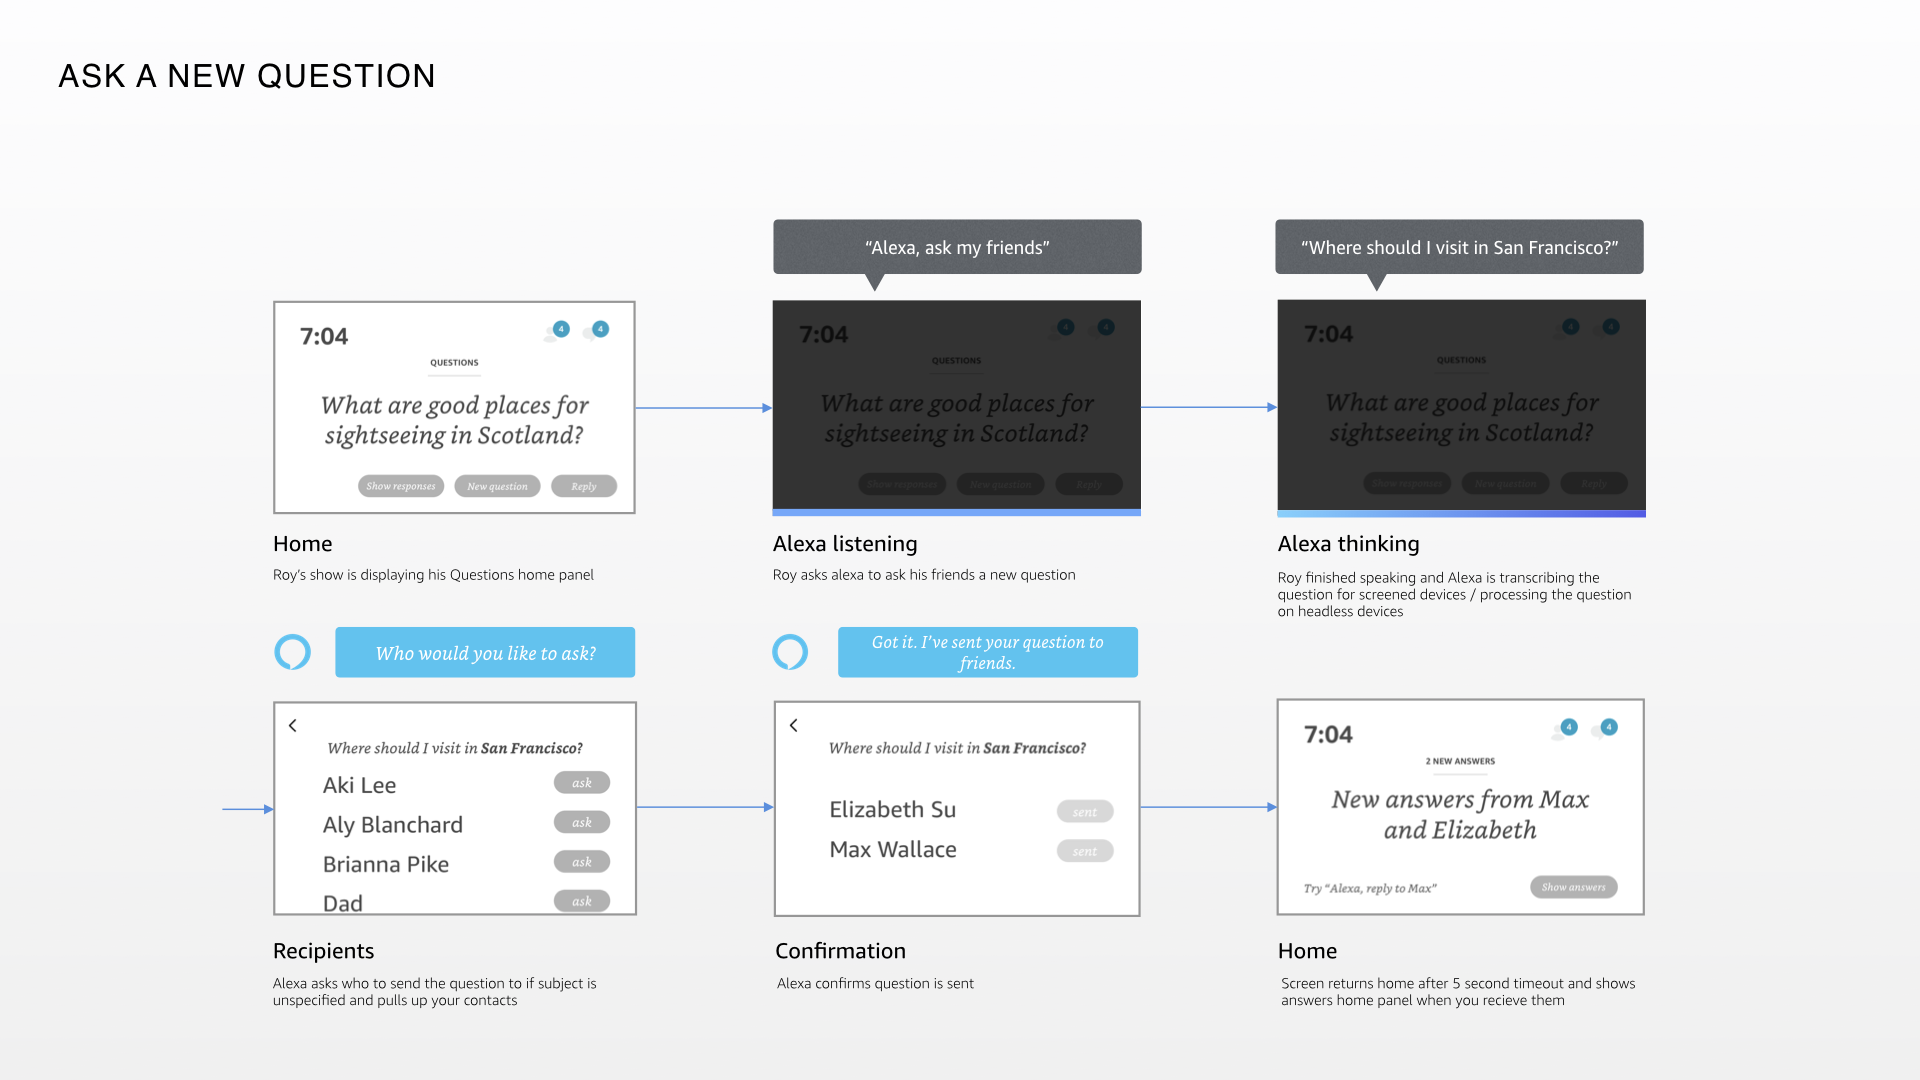 ASK A NEW QUESTION
“Alexa, ask my friends”
“Where should I visit in San Francisco?”
7:04
4
4
QUESTIONS
What are good places for
sightseeing in Scotland?
Show responses
New question
Reply
7:04
4
4
QUESTIONS
What are good places for
sightseeing in Scotland?
Show responses
New question
Reply
7:04
4
4
QUESTIONS
What are good places for
sightseeing in Scotland?
Show responses
New question
Reply
Home
Roy's show is displaying his Questions home panel
Alexa listening
Roy asks alexa to ask his friends a new question
Alexa thinking
Roy finished speaking and Alexa is transcribing the
question for screened devices / processing the question
on headless devices
Who would you like to ask?
Got it. I've sent your question to
friends.
Where should I visit in San Francisco?
Aki Lee
ask
Aly Blanchard
ask
Brianna Pike
ask
Dad
ask
Where should I visit in San Francisco?
Elizabeth Su
sent
Max Wallace
sent
7:04
4
4
2 NEW ANSWERS
New answers from Max
and Elizabeth
Try “Alexa, reply to Max”
Show answers
Recipients
Alexa asks who to send the question to if subject is
unspecified and pulls up your contacts
Confirmation
Alexa confirms question is sent
Home
Screen returns home after 5 second timeout and shows
answers home panel when you recieve them